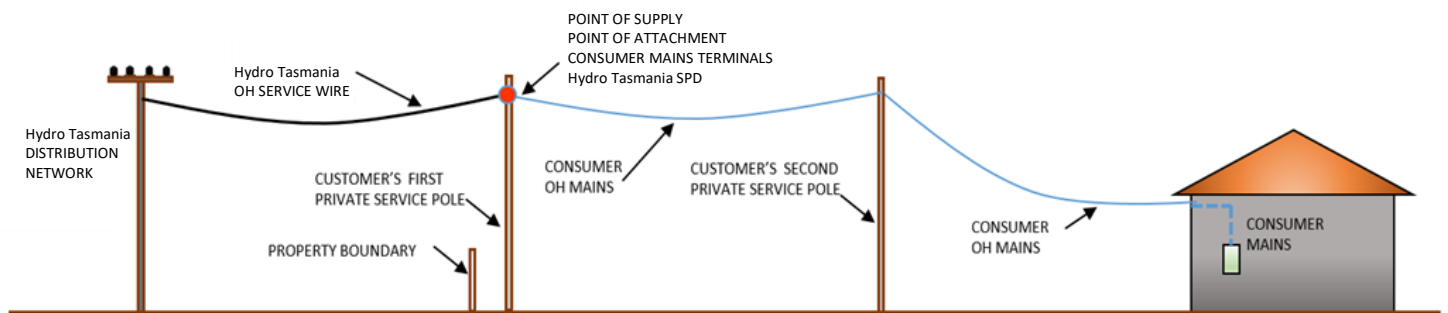 POINT OF SUPPLY
POINT OF ATTACHMENT
CONSUMER MAINS TERMINALS
Hydro Tasmania SPD
Hydro Tasmania
OH SERVICE WIRE
Hydro Tasmania
DISTRIBUTION
NETWORK
CUSTOMER'S FIRST
PRIVATE SERVICE POLE
PROPERTY BOUNDARY
CONSUMER
OH MAINS
CUSTOMER'S SECOND
PRIVATE SERVICE POLE
CONSUMER
OH MAINS
CONSUMER
MAINS